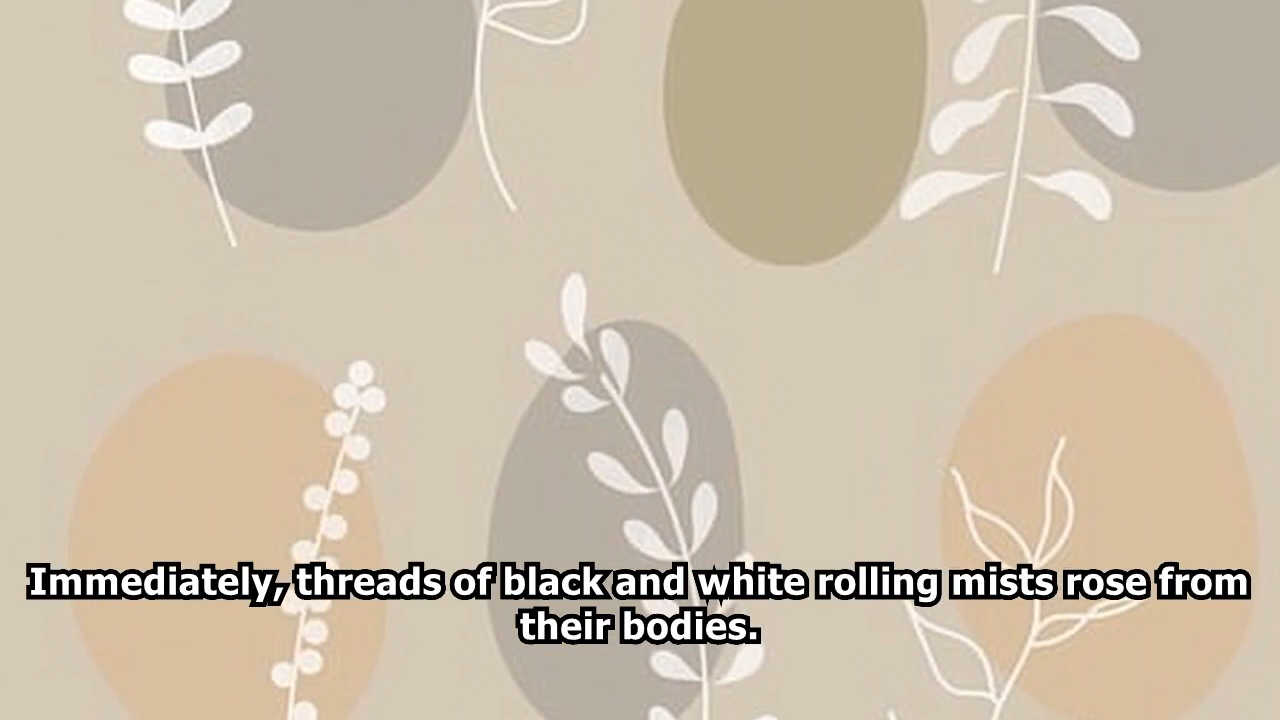 Immediately, threads of black and white rolling mists rose from
their bodies.